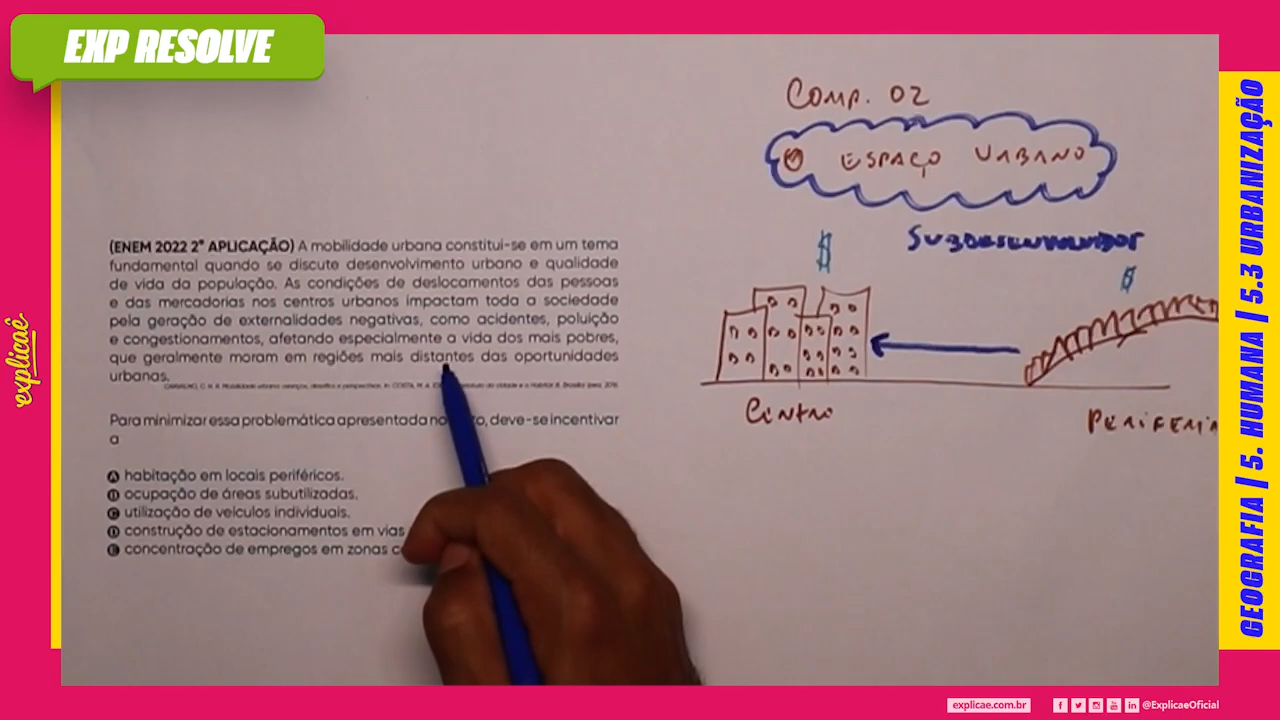 EXP RESOLVE
COMP. 02
ESPAÇO URBANO
SUBDESENVOLVIDOS
$
$
CENTRO
PERIFERIA
(ENEM 2022 2ª APLICAÇÃO) A mobilidade urbana constitui-se em um tema
fundamental quando se discute desenvolvimento urbano e qualidade
de vida da população. As condições de deslocamentos das pessoas
e das mercadorias nos centros urbanos impactam toda a sociedade
pela geração de externalidades negativas, como acidentes, poluição
e congestionamentos, afetando especialmente a vida dos mais pobres,
que geralmente moram em regiões mais distantes das oportunidades
urbanas.
Para minimizar essa problemática apresentada no deve-se incentivar
a
A habitação em locais periféricos.
B ocupação de áreas subutilizadas.
C utilização de veículos individuais.
D construção de estacionamentos em vias
E concentração de empregos em zonas
explicaê
GEOGRAFIA | 5. HUMANA | 5.3 URBANIZAÇÃO
explicae.com.br
@ExplicaeOficial